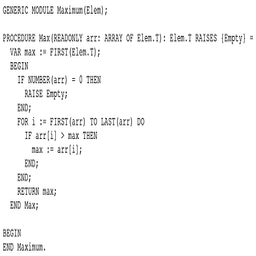 GENERIC MODULE Maximum(Elem);

PROCEDURE Max(READONLY arr: ARRAY OF Elem.T): Elem.T RAISES {Empty} =
  VAR max := FIRST(Elem.T);
  BEGIN
    IF NUMBER(arr) = 0 THEN
      RAISE Empty;
    END;
    FOR i := FIRST(arr) TO LAST(arr) DO
      IF arr[i] > max THEN
        max := arr[i];
      END;
    END;
    RETURN max;
  END Max;

BEGIN
END Maximum.